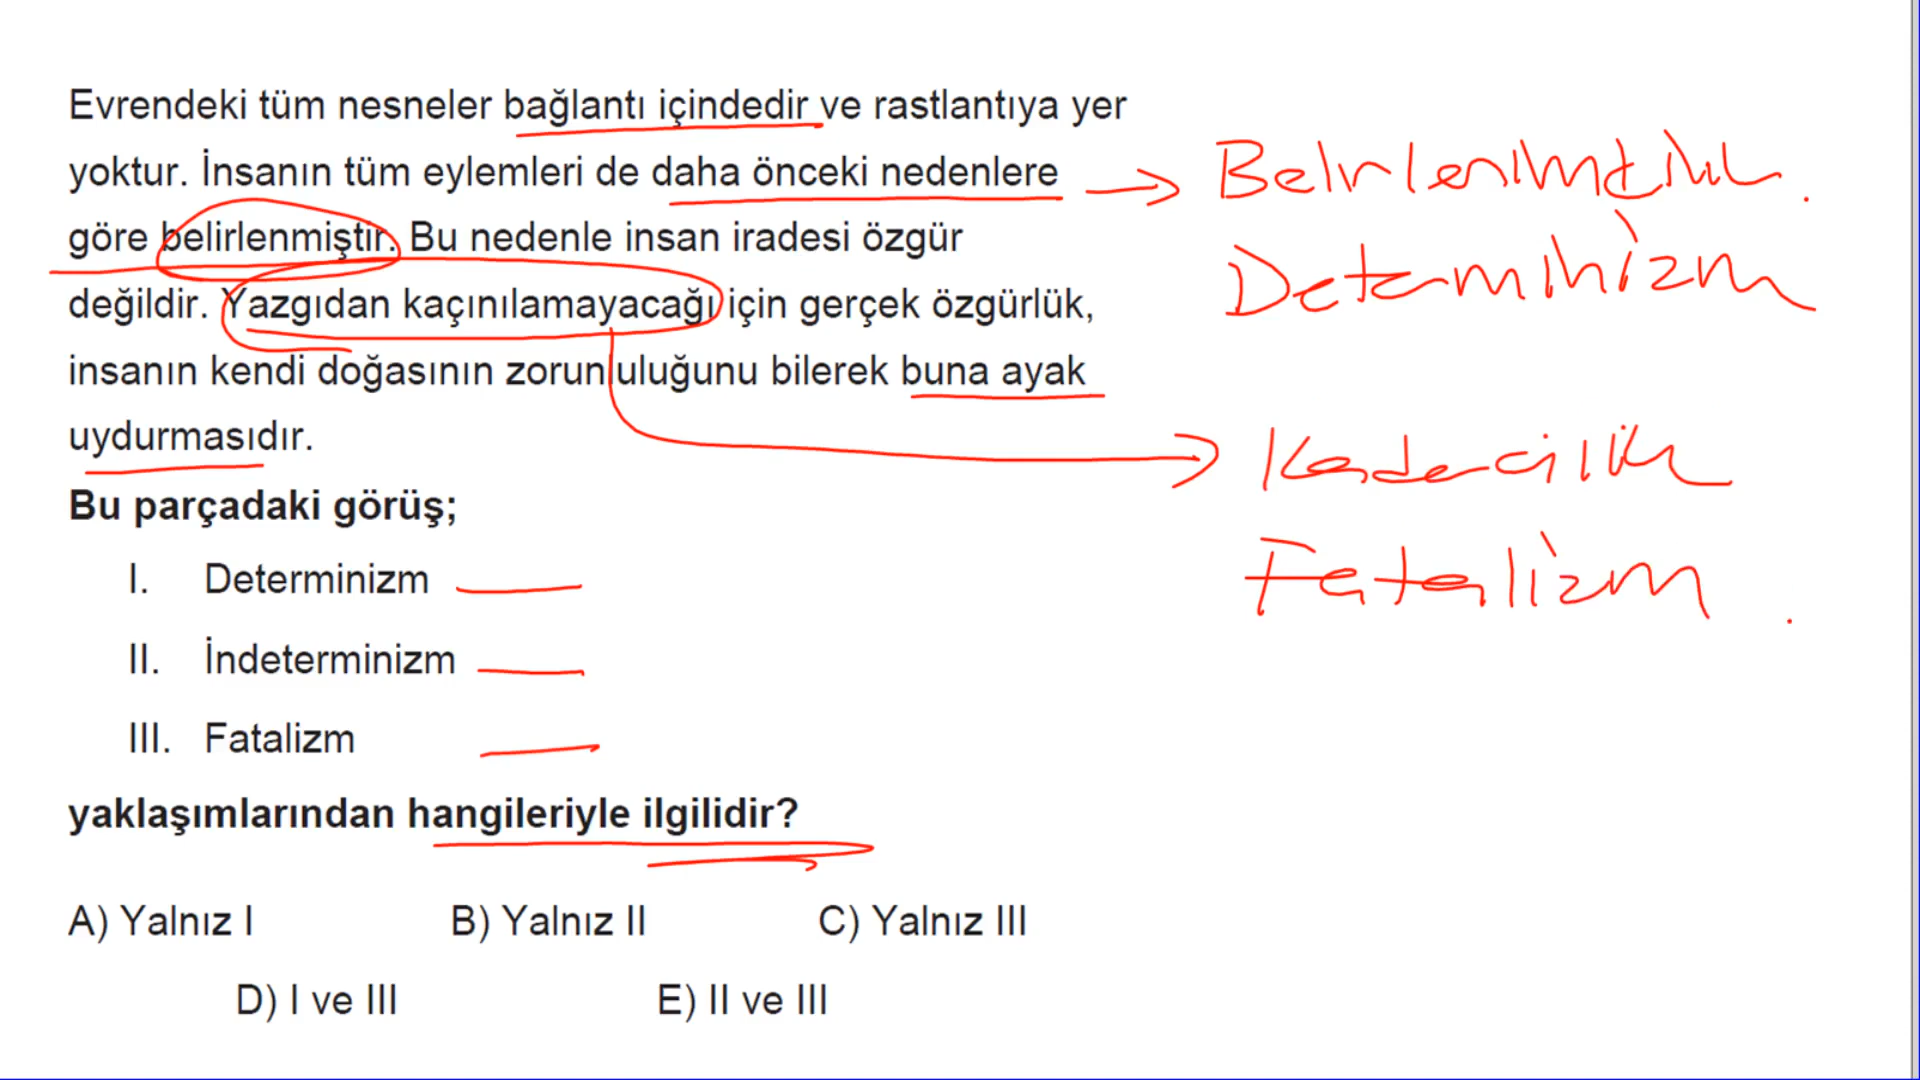 Evrendeki tüm nesneler bağlantı içindedir ve rastlantıya yer
yoktur. İnsanın tüm eylemleri de daha önceki nedenlere
göre belirlenmiştir. Bu nedenle insan iradesi özgür
değildir. Yazgıdan kaçınılamayacağı için gerçek özgürlük,
insanın kendi doğasının zorunluluğunu bilerek buna ayak
uydurmasıdır.
Belirlenimcilik
Determinizm
Kadercilik
Fatalizm
Bu parçadaki görüş;
I. Determinizm
II. İndeterminizm
III. Fatalizm
yaklaşımlarından hangileriyle ilgilidir?
A) Yalnız I B) Yalnız II C) Yalnız III
D) I ve III E) II ve III